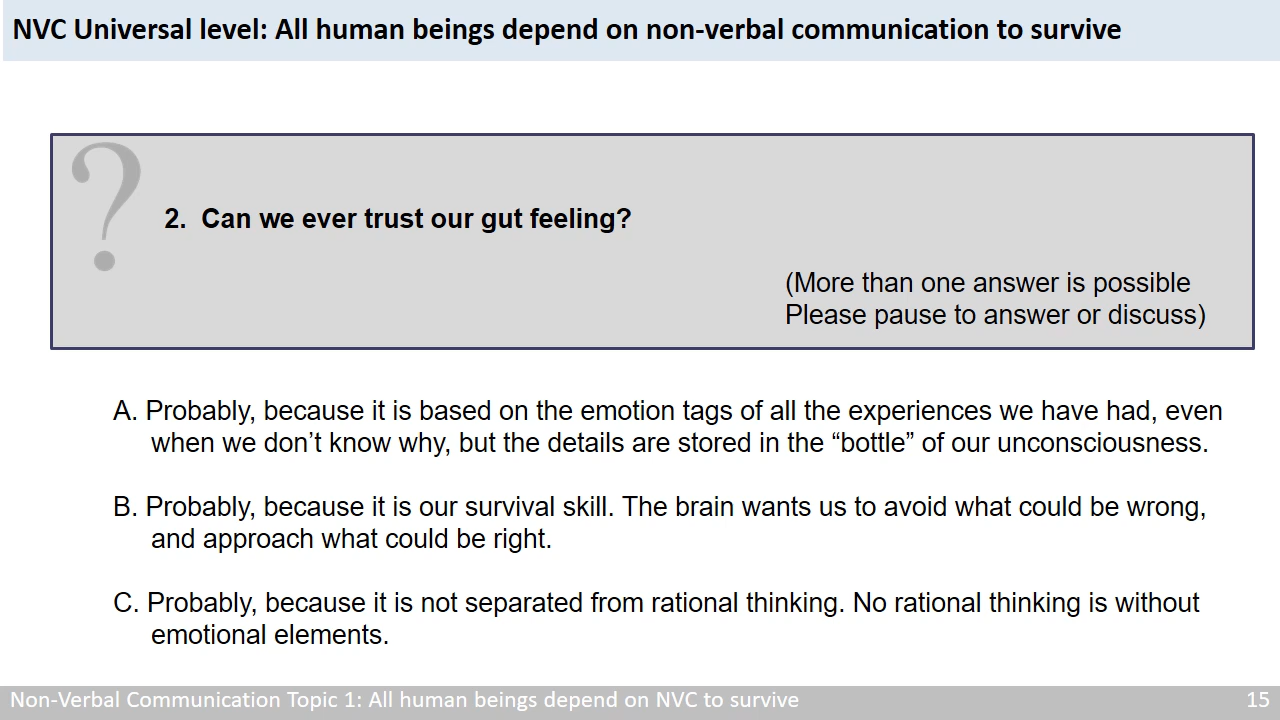 NVC Universal level: All human beings depend on non-verbal communication to survive
?
2. Can we ever trust our gut feeling?
(More than one answer is possible
Please pause to answer or discuss)
A. Probably, because it is based on the emotion tags of all the experiences we have had, even
when we don’t know why, but the details are stored in the “bottle” of our unconsciousness.
B. Probably, because it is our survival skill. The brain wants us to avoid what could be wrong,
and approach what could be right.
C. Probably, because it is not separated from rational thinking. No rational thinking is without
emotional elements.
Non-Verbal Communication Topic 1: All human beings depend on NVC to survive
15